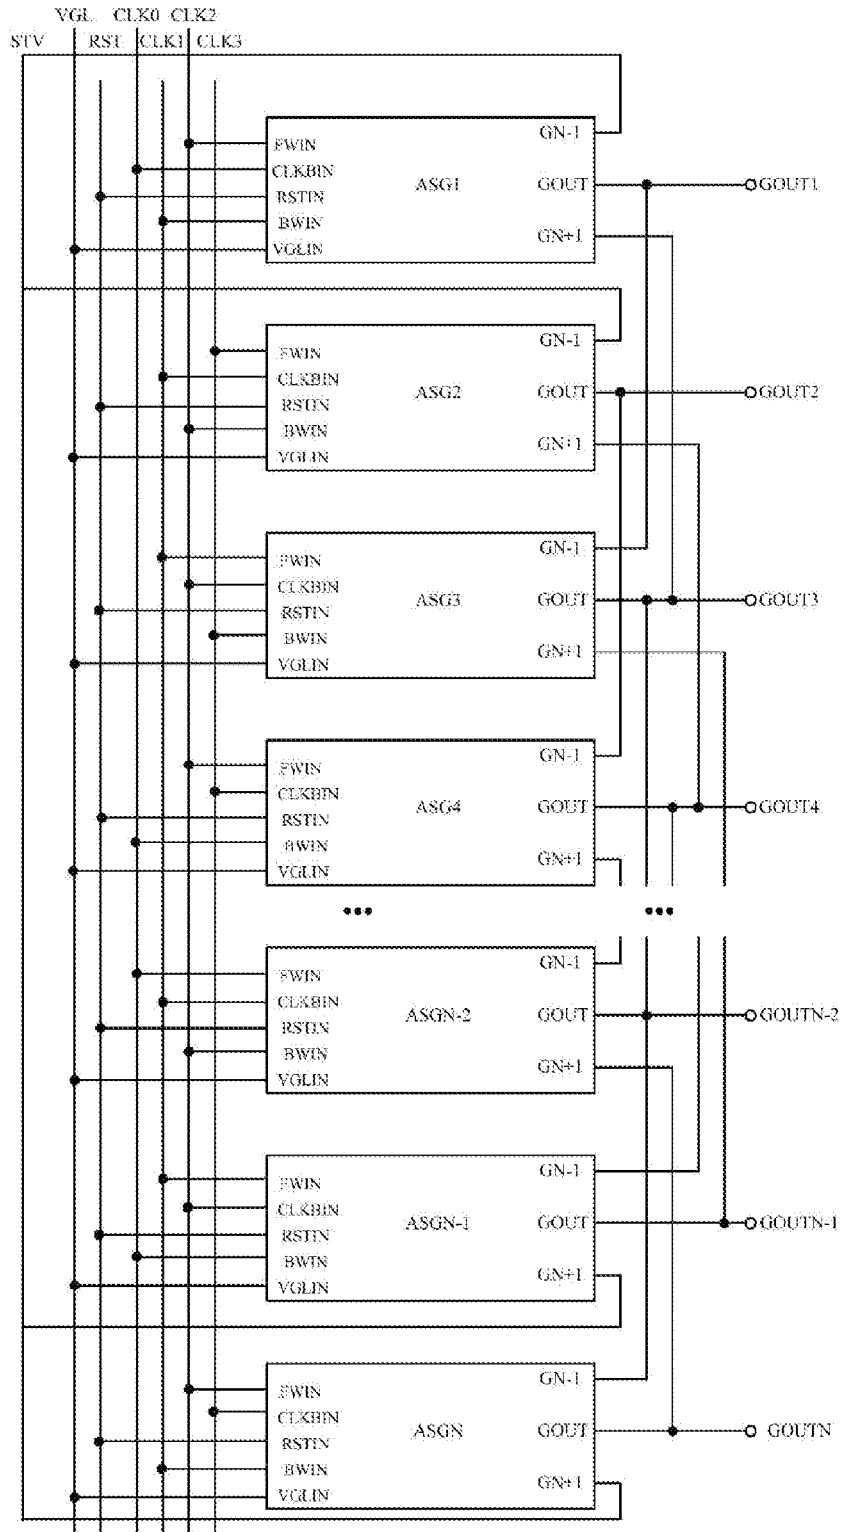 VGL CLK0 CLK2
STV RST CLK1 CLK3
GN-1
FWIN
CLKBIN
ASG1
GOUT
GOUT1
RSTIN
BWIN
GN+1
VGLIN
GN-1
FWIN
CLKBIN
ASG2
GOUT
GOUT2
RSTIN
BWIN
GN+1
VGLIN
GN-1
FWIN
CLKBIN
ASG3
GOUT
GOUT3
RSTIN
BWIN
GN+1
VGLIN
GN-1
FWIN
CLKBIN
ASG4
GOUT
GOUT4
RSTIN
BWIN
GN+1
VGLIN
•••
•••
GN-1
FWIN
CLKBIN
ASGN-2
GOUT
GOUTN-2
RSTIN
BWIN
GN+1
VGLIN
GN-1
FWIN
CLKBIN
ASGN-1
GOUT
GOUTN-1
RSTIN
BWIN
GN+1
VGLIN
GN-1
FWIN
CLKBIN
ASGN
GOUT
GOUTN
RSTIN
BWIN
GN+1
VGLIN